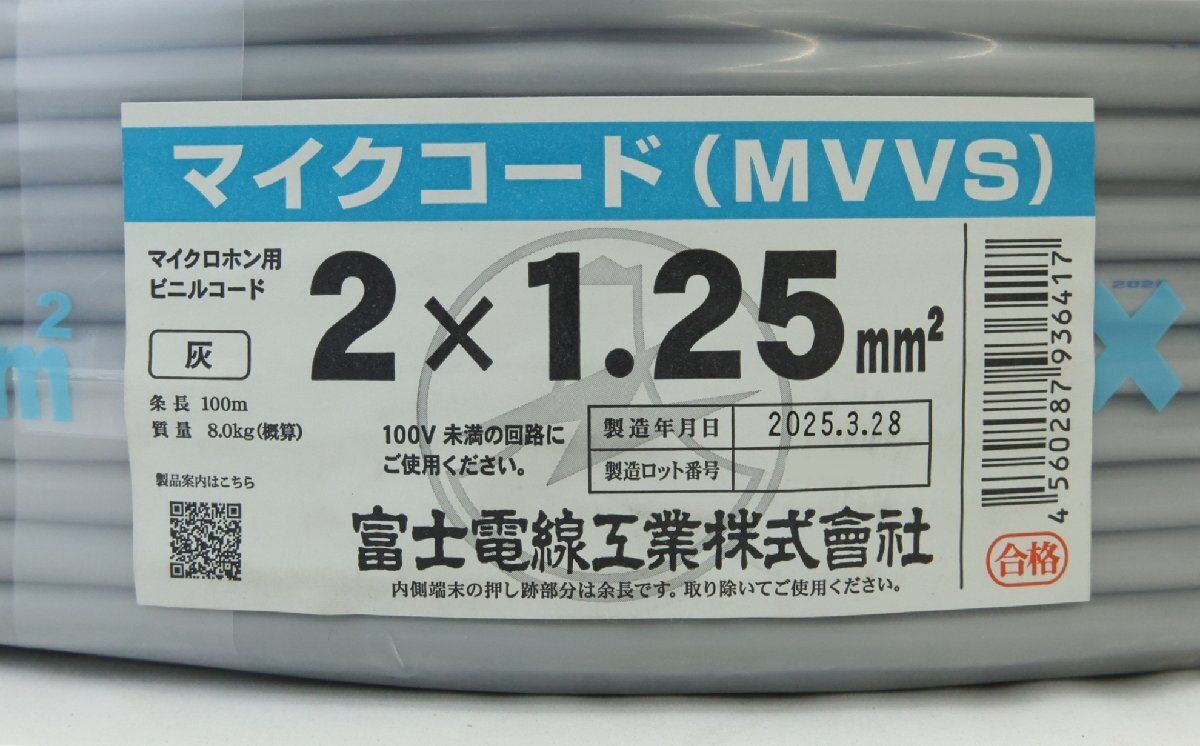 マイクコード(MVVS)
マイクロホン用
ビニルコード
2×1.25mm²
灰
条長 100m
質量 8.0kg(概算)
100V 未満の回路に
ご使用ください。
製造年月日 2025.3.28
製造ロット番号
製品案内はこちら
富士電線工業株式會社
内側端末の押し跡部分は余長です。取り除いてご使用ください。
4560287936417
合格
m²
2021
×